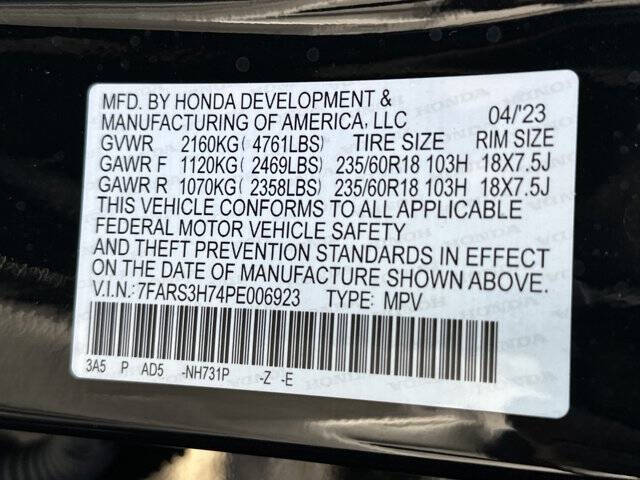 MFD. BY HONDA DEVELOPMENT &
MANUFACTURING OF AMERICA, LLC 04/'23
GVWR 2160KG( 4761LBS) TIRE SIZE RIM SIZE
GAWR F 1120KG( 2469LBS) 235/60R18 103H 18X7.5J
GAWR R 1070KG( 2358LBS) 235/60R18 103H 18X7.5J
THIS VEHICLE CONFORMS TO ALL APPLICABLE
FEDERAL MOTOR VEHICLE SAFETY
AND THEFT PREVENTION STANDARDS IN EFFECT
ON THE DATE OF MANUFACTURE SHOWN ABOVE.
V.I.N.:7FARS3H74PE006923 TYPE: MPV
3A5 P AD5 -NH731P -Z -E